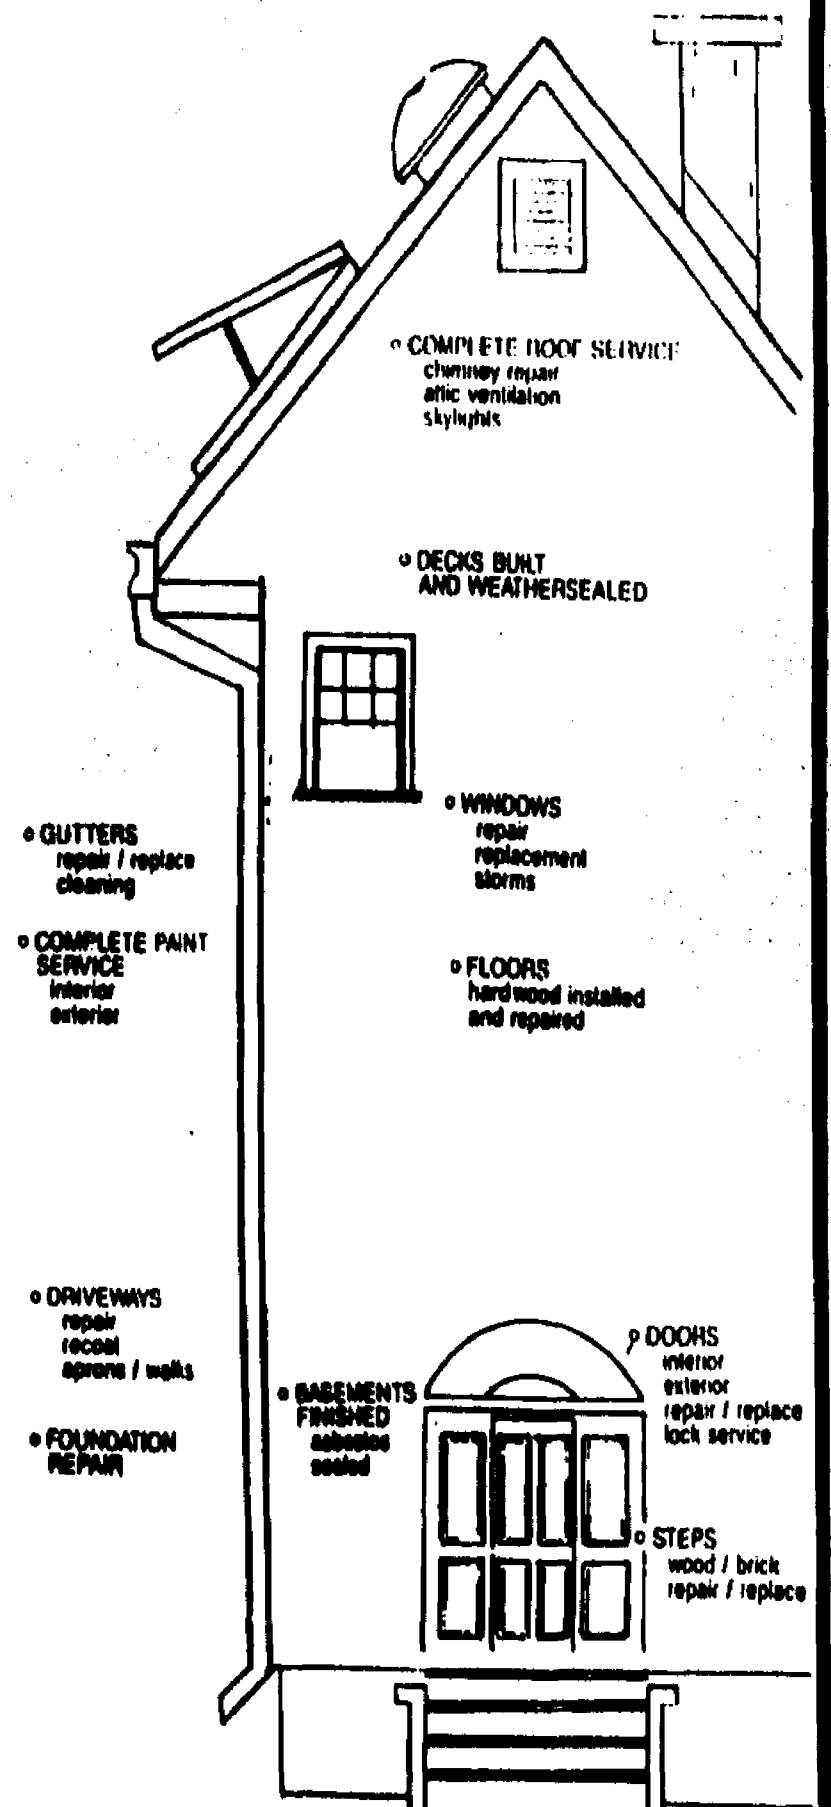 o COMPLETE ROOF SERVICE
chimney repair
attic ventilation
skylights
o DECKS BUILT
AND WEATHERSEALED
o WINDOWS
repair
replacement
storms
o GUTTERS
repair / replace
cleaning
o COMPLETE PAINT
SERVICE
interior
exterior
o FLOORS
hardwood installed
and repaired
o DRIVEWAYS
repair
recoat
aprons / walks
o FOUNDATION
REPAIR
o BASEMENTS
FINISHED
asbestos
sealed
o DOORS
interior
exterior
repair / replace
lock service
o STEPS
wood / brick
repair / replace